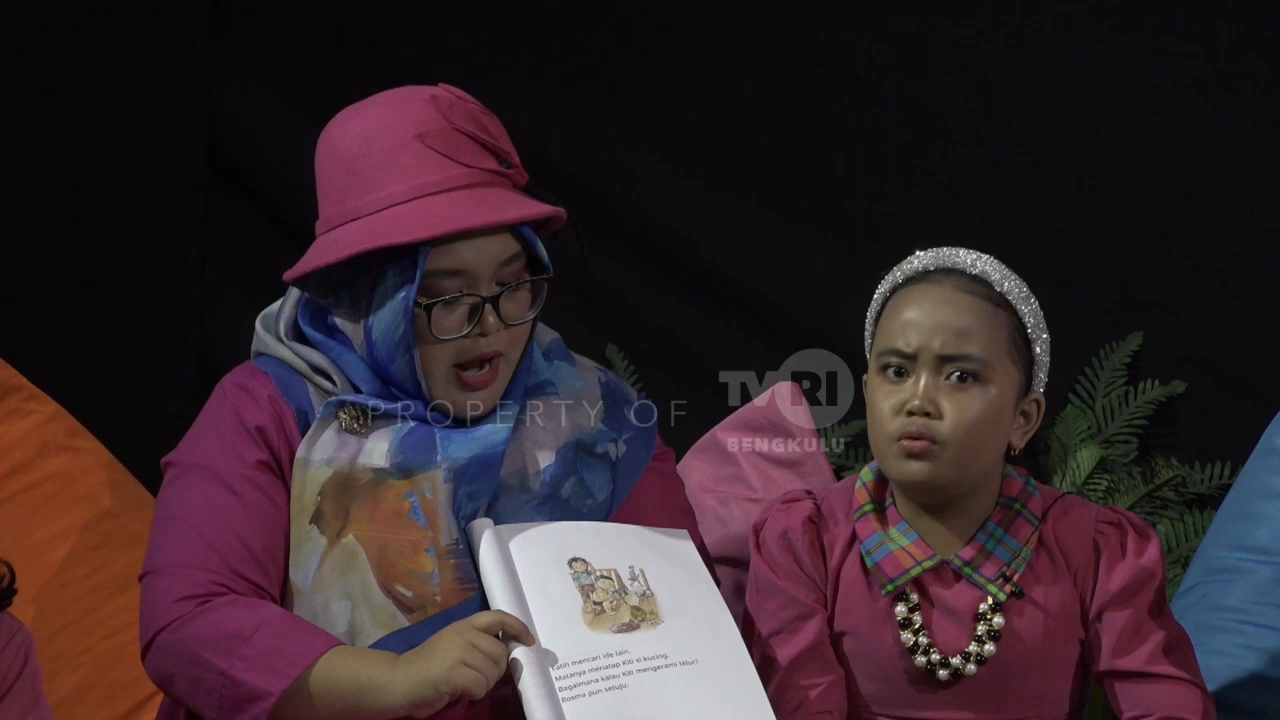 PROPERTY OF
TVRI
BENGKULU
Fatih mencari ide lain.
Matanya menatap Kiti si kucing.
Bagaimana kalau Kiti mengerami telur?
Rosma pun setuju.